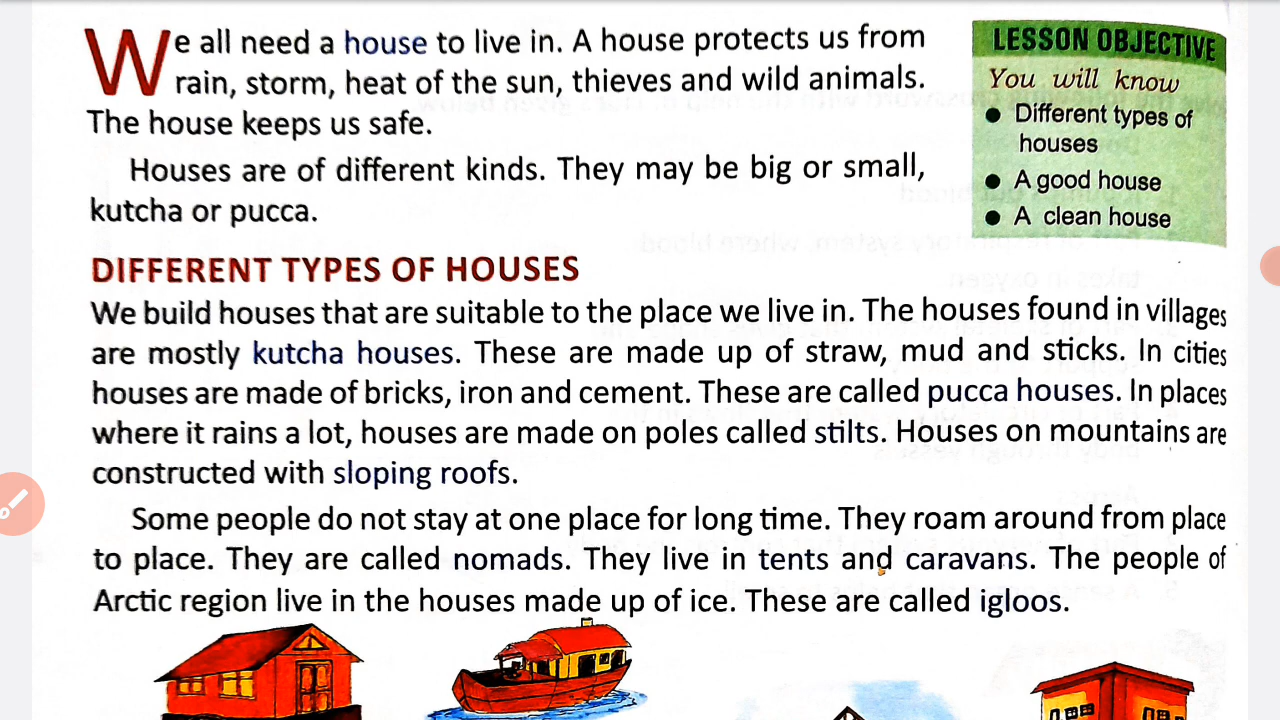 We all need a house to live in. A house protects us from
rain, storm, heat of the sun, thieves and wild animals.
The house keeps us safe.
Houses are of different kinds. They may be big or small,
kutcha or pucca.
LESSON OBJECTIVE
You will know
● Different types of
houses
● A good house
● A clean house
DIFFERENT TYPES OF HOUSES
We build houses that are suitable to the place we live in. The houses found in villages
are mostly kutcha houses. These are made up of straw, mud and sticks. In cities
houses are made of bricks, iron and cement. These are called pucca houses. In places
where it rains a lot, houses are made on poles called stilts. Houses on mountains are
constructed with sloping roofs.
Some people do not stay at one place for long time. They roam around from place
to place. They are called nomads. They live in tents and caravans. The people of
Arctic region live in the houses made up of ice. These are called igloos.